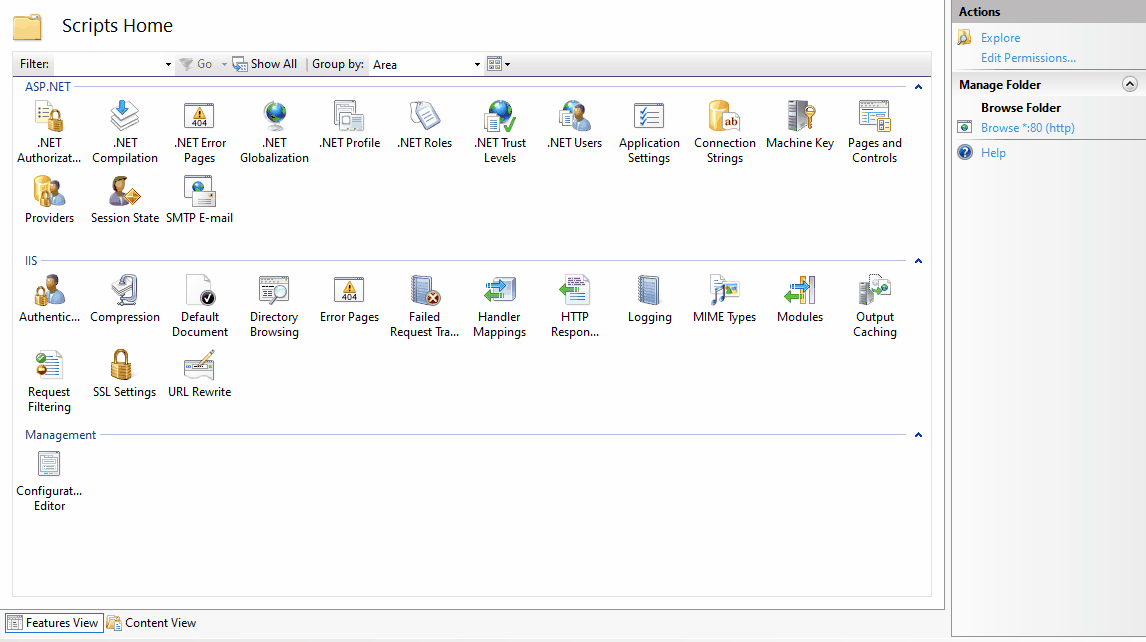 Scripts Home
Filter: Go Show All Group by: Area
ASP.NET
.NET Authorizat...
.NET Compilation
.NET Error Pages
.NET Globalization
.NET Profile
.NET Roles
.NET Trust Levels
.NET Users
Application Settings
Connection Strings
Machine Key
Pages and Controls
Providers
Session State
SMTP E-mail
IIS
Authentic...
Compression
Default Document
Directory Browsing
Error Pages
Failed Request Tra...
Handler Mappings
HTTP Respon...
Logging
MIME Types
Modules
Output Caching
Request Filtering
SSL Settings
URL Rewrite
Management
Configurat... Editor
Features View
Content View
Actions
Explore
Edit Permissions...
Manage Folder
Browse Folder
Browse *:80 (http)
Help
404
404
ab